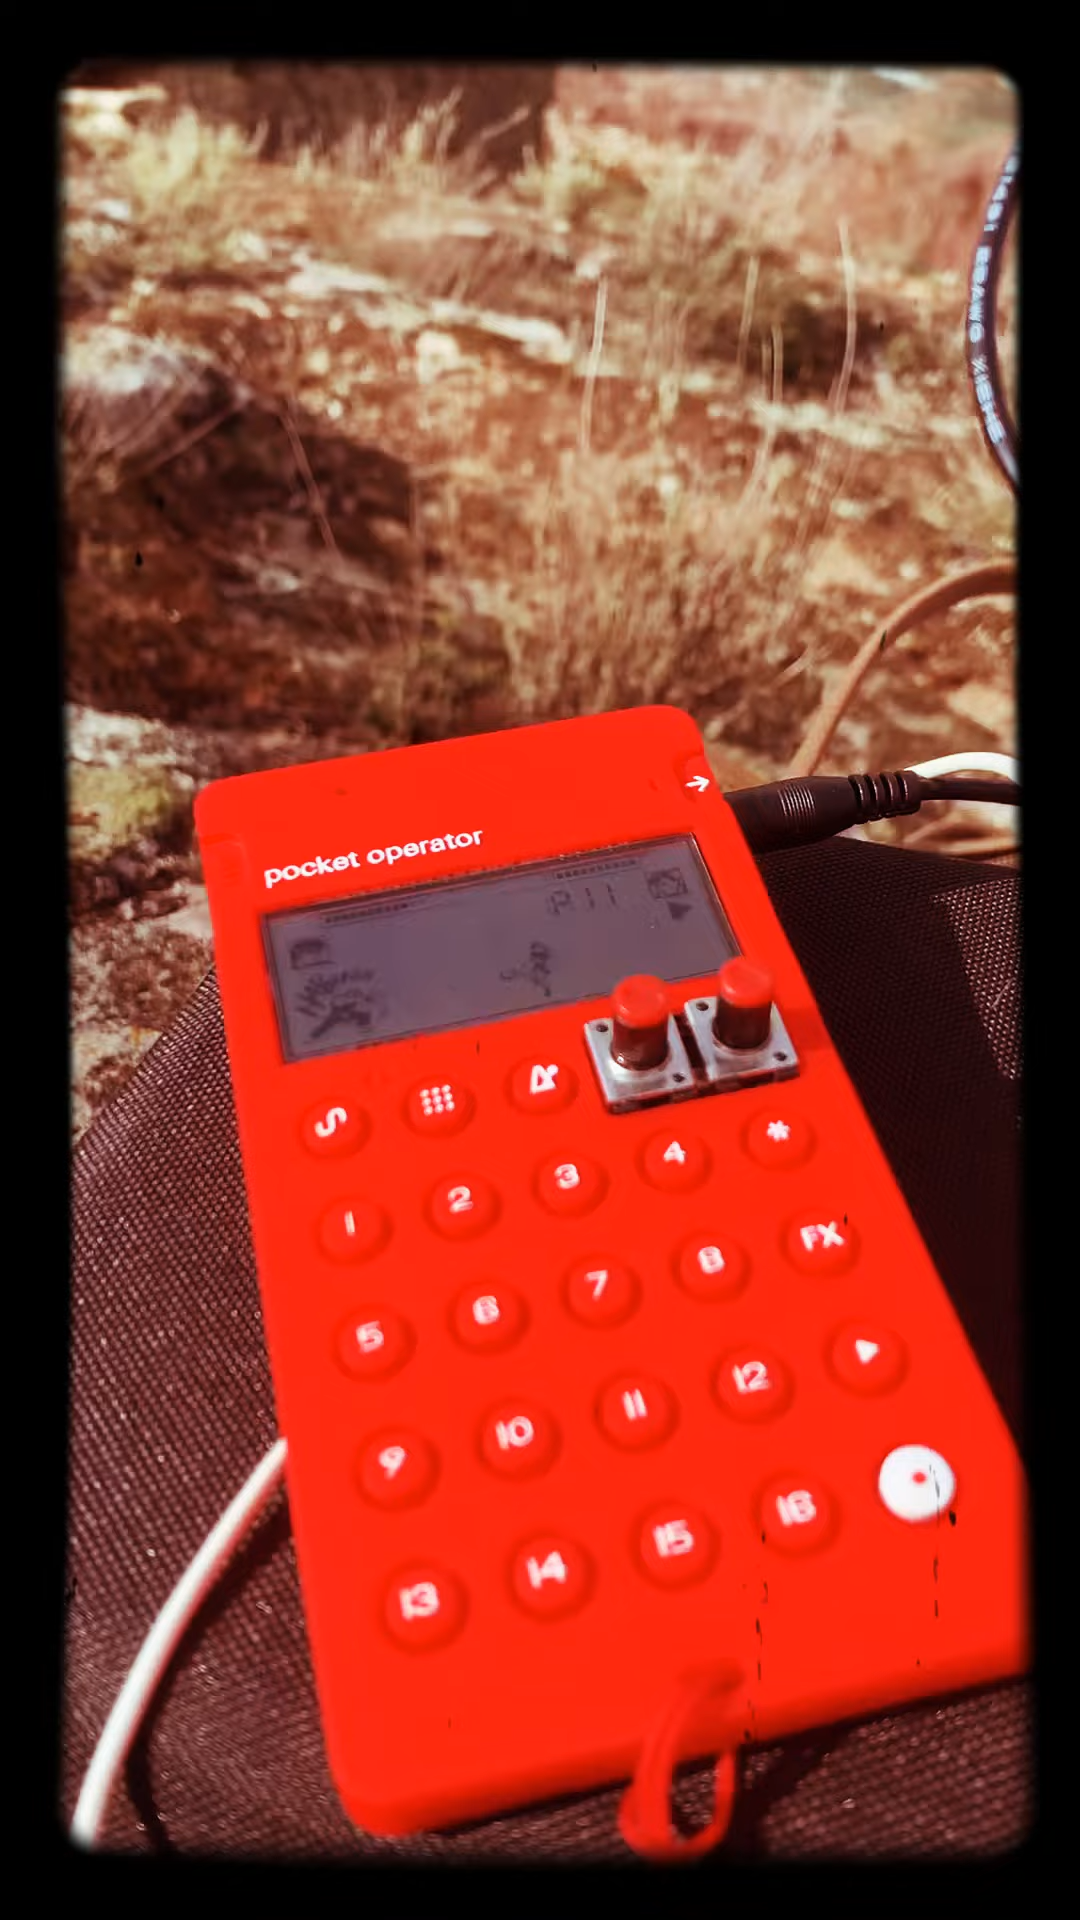 pocket operator
P11
S
1 2 3 4 *
5 6 7 8 FX
9 10 11 12
13 14 15 16